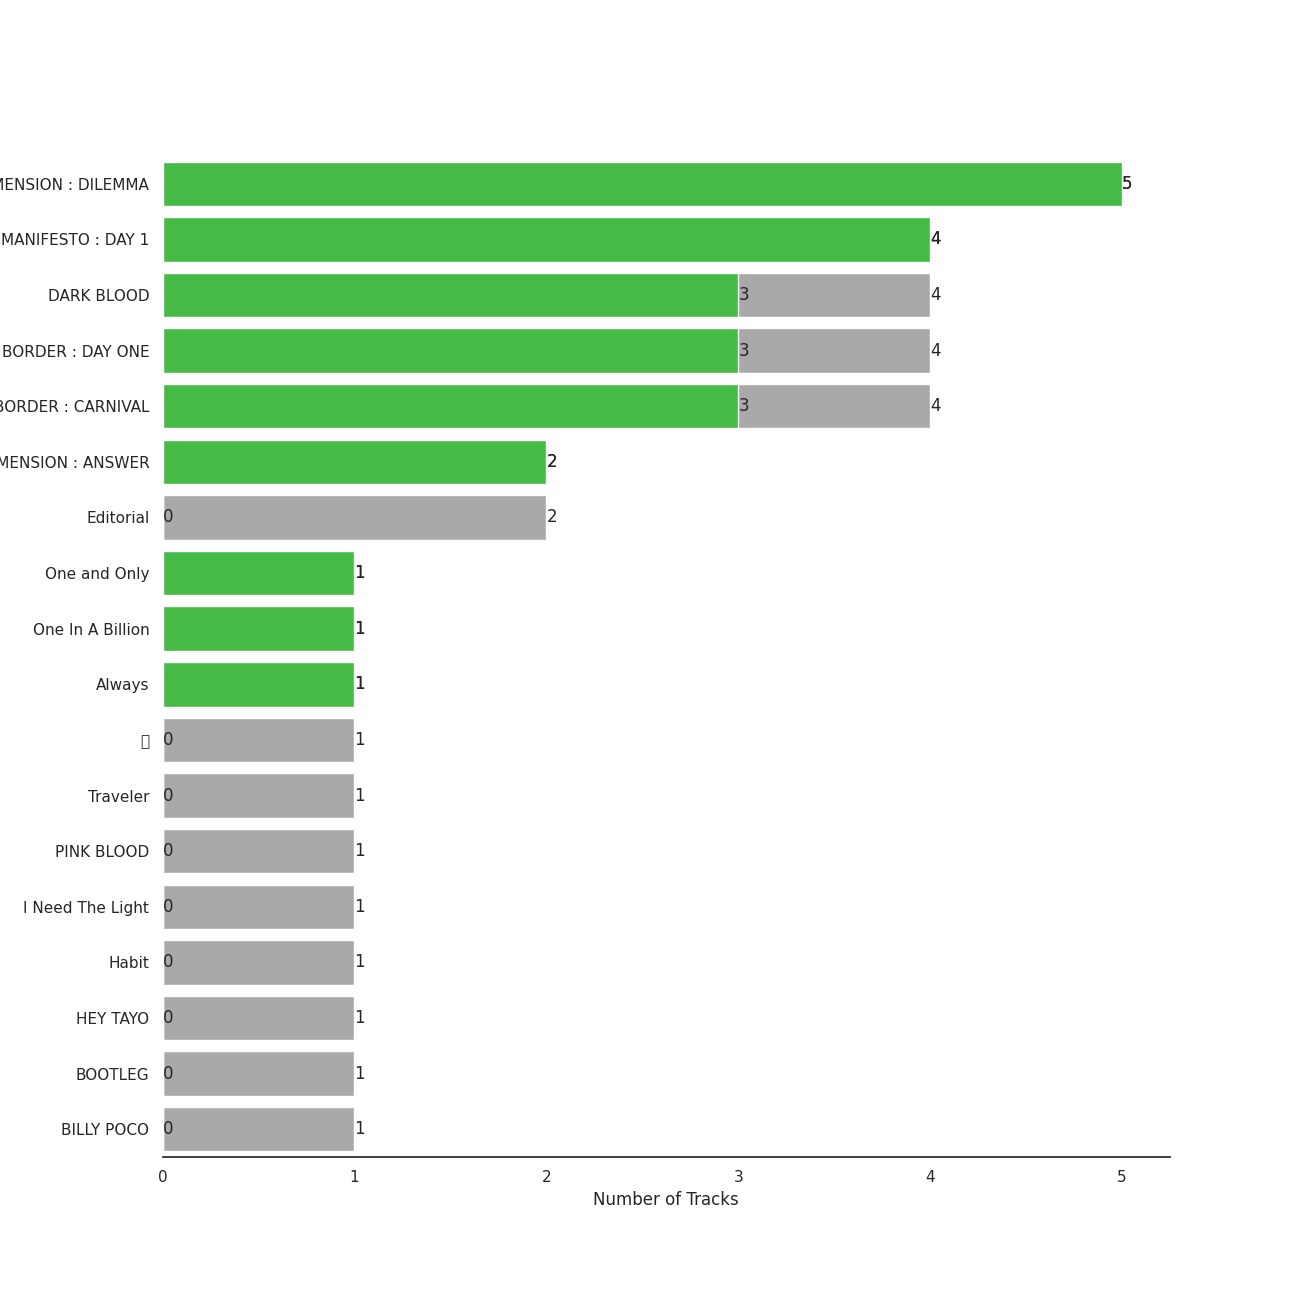 MENSION : DILEMMA 5
MANIFESTO : DAY 1 4
DARK BLOOD 3 4
BORDER : DAY ONE 3 4
BORDER : CARNIVAL 3 4
MENSION : ANSWER 2
Editorial 0 2
One and Only 1
One In A Billion 1
Always 1
0 1
Traveler 0 1
PINK BLOOD 0 1
I Need The Light 0 1
Habit 0 1
HEY TAYO 0 1
BOOTLEG 0 1
BILLY POCO 0 1
0 1 2 3 4 5
Number of Tracks